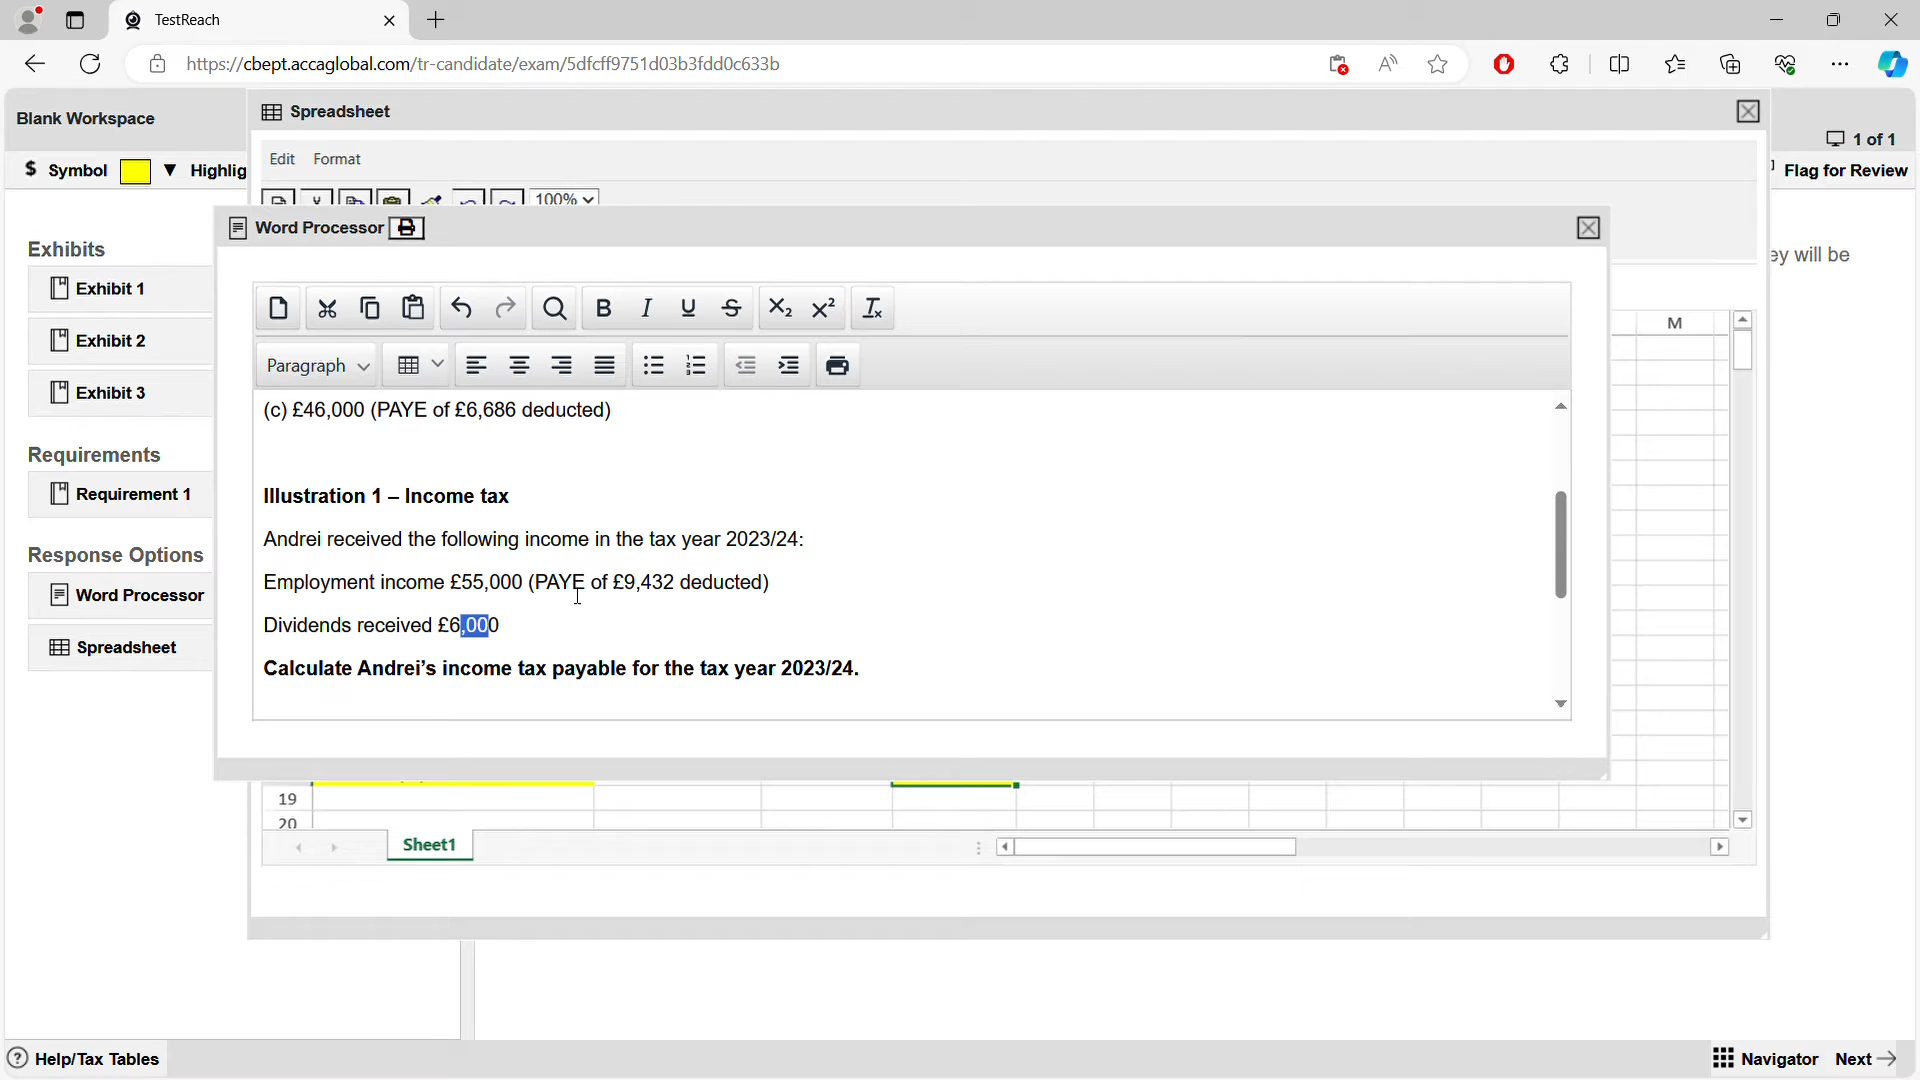 TestReach
https://cbept.accaglobal.com/tr-candidate/exam/5dfcff9751d03b3fdd0c633b
Blank Workspace
Spreadsheet
1 of 1
$ Symbol
Highlig
Flag for Review
Edit Format
100%
Word Processor
ey will be
Exhibits
Exhibit 1
Exhibit 2
Exhibit 3
Requirements
Requirement 1
Response Options
Word Processor
Spreadsheet
Paragraph
M
(c) £46,000 (PAYE of £6,686 deducted)
Illustration 1 – Income tax
Andrei received the following income in the tax year 2023/24:
Employment income £55,000 (PAYE of £9,432 deducted)
Dividends received £6,000
Calculate Andrei’s income tax payable for the tax year 2023/24.
19
20
Sheet1
Help/Tax Tables
Navigator
Next